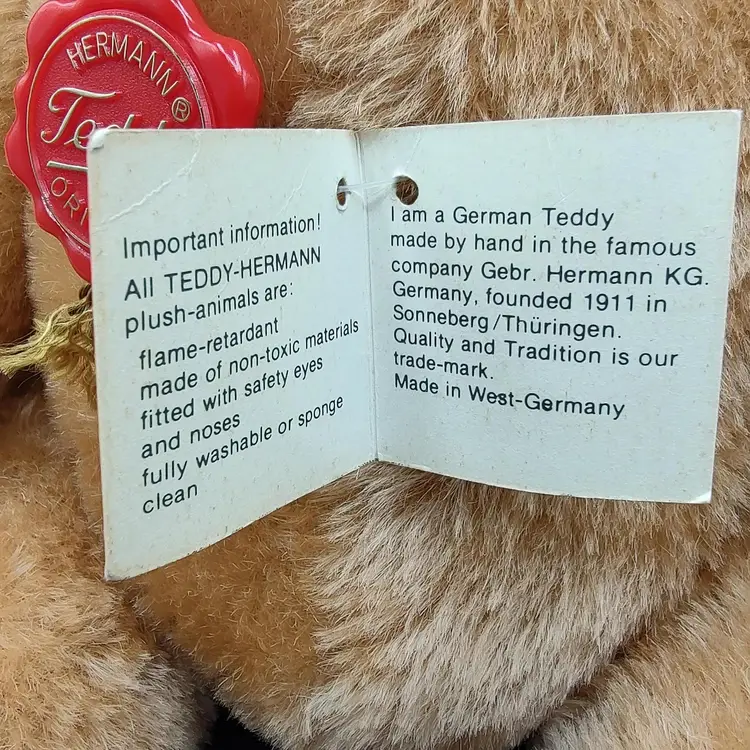 HERMANN
®
Important information!
All TEDDY-HERMANN
plush-animals are:
flame-retardant
made of non-toxic materials
fitted with safety eyes
and noses
fully washable or sponge
clean
I am a German Teddy
made by hand in the famous
company Gebr. Hermann KG.
Germany, founded 1911 in
Sonneberg/Thüringen.
Quality and Tradition is our
trade-mark.
Made in West-Germany